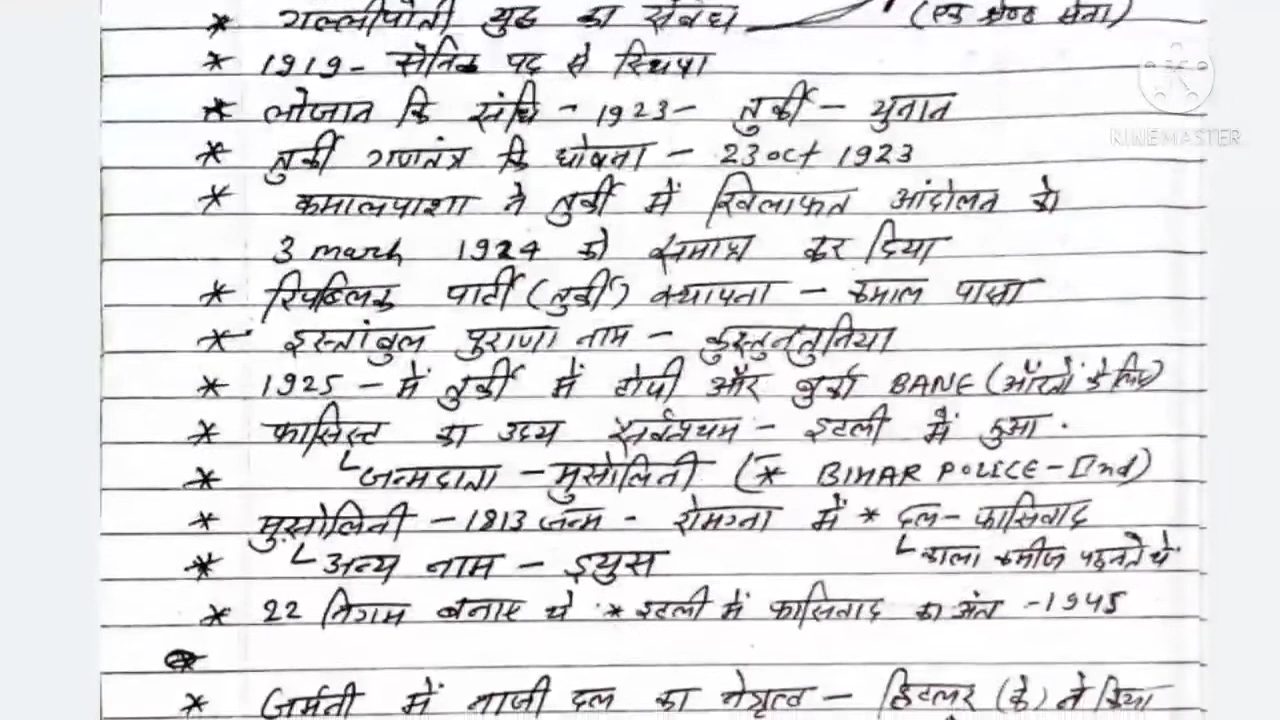 * गल्लीपोली युद्ध का संबंध (एक श्रेष्ठ सेना)
* 1919- सैनिक पद से स्थिपा
KINEMASTER
* लोजान कि संधि - 1923 - तुर्की - युनान
* तुर्की गणतंत्र कि घोषना - 23 oct 1923
* कमालपाशा ने तुर्की में खिलाफत आंदोलन को
3 march 1924 को समाप्त कर दिया
* रिपब्लिक पार्टी (तुर्की) स्थापना - कमाल पासा
* इस्तांबुल पुराणा नाम - कुस्तुनतुनिया
* 1925 - में तुर्की में टोपी और बुर्का BANE (औरतों के लिए)
* फासिस्ट का उदय सर्वप्रथम - इटली में हुआ .
* जन्मदाता - मुसोलिनी (* BIHAR POLICE - IInd)
* मुसोलिनी - 1813 जन्म - रोमग्ना में * दल - फासिवाद
* अन्य नाम - ड्युस काला कमीज पहनते थे
* 22 निगम बनाए थे * इटली में फासिवाद का अंत - 1945
* जर्मनी में नाजी दल का नेतृत्व - हिटलर (के) ने किया